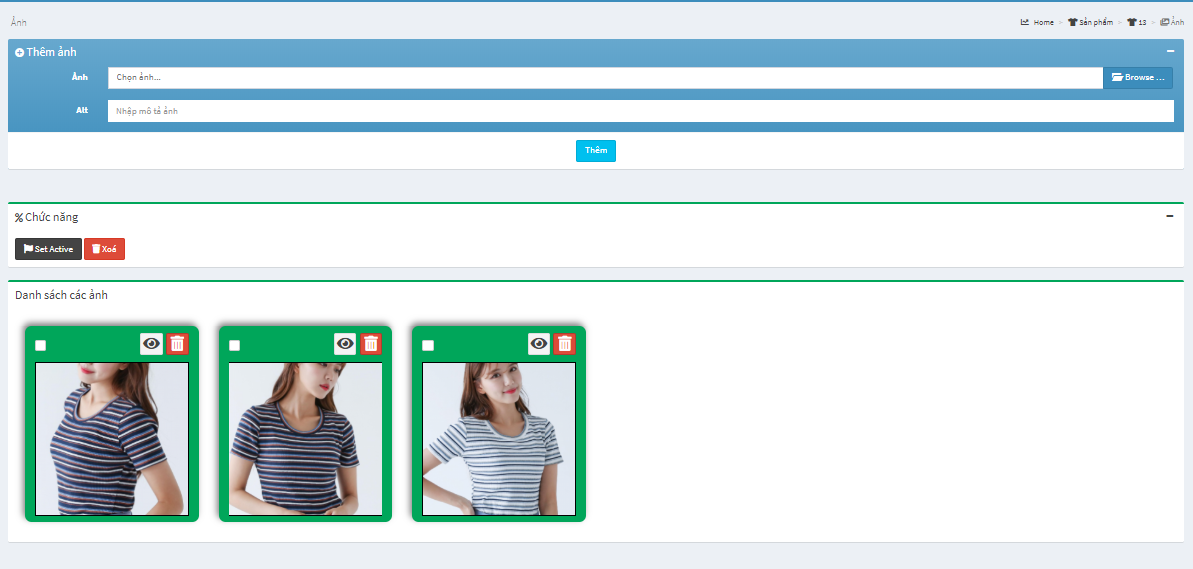 Ảnh
Home > Sản phẩm > 13 > Ảnh
Thêm ảnh
Ảnh Chọn ảnh... Browse ...
Alt Nhập mô tả ảnh
Thêm
Chức năng
Set Active Xoá
Danh sách các ảnh